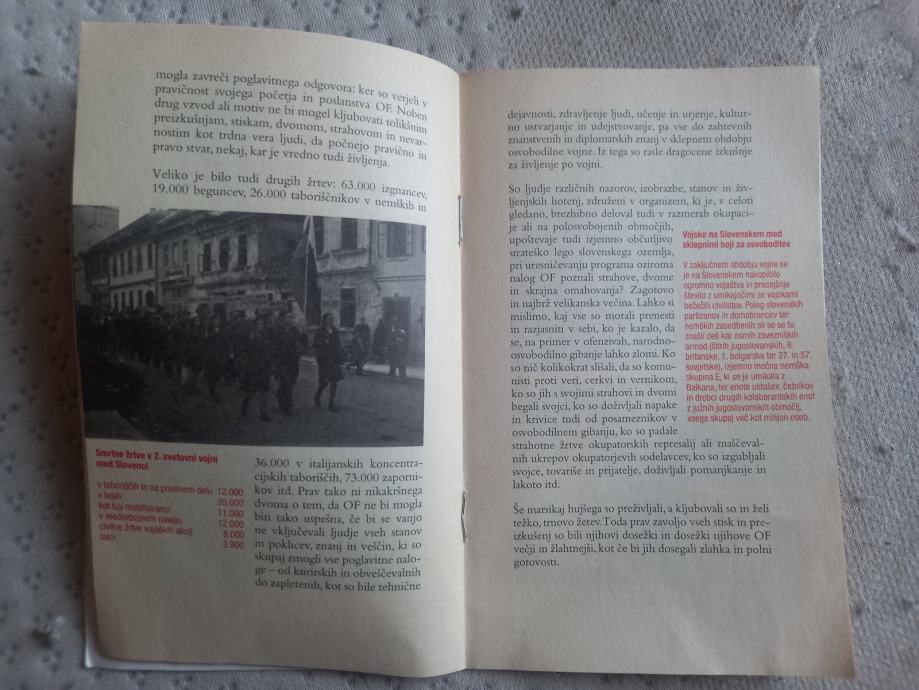 mogla zavreči poglavitnega odgovora: ker so verjeli v
pravičnost svojega početja in poslanstva OF. Noben
drug vzvod ali motiv ne bi mogel kljubovati tolikšnim
preizkušnjam, stiskam, dvomom, strahovom in nevar-
nostim kot trdna vera ljudi, da počnejo pravično in
pravo stvar, nekaj, kar je vredno tudi življenja.
Veliko je bilo tudi drugih žrtev: 63.000 izgnancev,
19.000 beguncev, 26.000 taboriščnikov v nemških in
Smrtne žrtve v 2. svetovni vojni
med Slovenci
v taboriščih in na prisilnem delu 12.000
v bojih 35.000
kot tuji mobiliziranci 11.000
v medsebojnem nasilju 12.000
civilne žrtve vojaških akcij 8.000
talci 3.900
36.000 v italijanskih koncentra-
cijskih taboriščih, 73.000 zaporni-
kov itd. Prav tako ni nikakršnega
dvoma o tem, da OF ne bi mogla
biti tako uspešna, če bi se vanjo
ne vključevali ljudje vseh stanov
in poklicev, znanj in veščin, ki so
skupaj zmogli vse poglavitne nalo-
ge – od kurirskih in obveščevalnih
do zapletenih, kot so bile tehnične
dejavnosti, zdravljenje ljudi, učenje in urjenje, kultur-
no ustvarjanje in udejstvovanje, pa vse do zahtevnih
znanstvenih in diplomatskih znanj v sklepnem obdobju
osvobodilne vojne. Iz tega so rasle dragocene izkušnje
za življenje po vojni.
So ljudje različnih nazorov, izobrazbe, stanov in živ-
ljenjskih hotenj, združeni v organizem, ki je, v celoti
gledano, brezhibno deloval tudi v razmerah okupaci-
je ali na polosvobojenih območjih,
upoštevaje tudi izjemno občutljivo
strateško lego slovenskega ozemlja,
pri uresničevanju programa oziroma
nalog OF poznali strahove, dvome
in skrajna omahovanja? Zagotovo
in najbrž velikanska večina. Lahko si
mislimo, kaj vse so morali prenesti
in razjasniti v sebi, ko je kazalo, da
se, na primer v ofenzivah, narodno-
osvobodilno gibanje lahko zlomi. Ko
so nič kolikokrat slišali, da so komu-
nisti proti veri, cerkvi in vernikom,
ko so jih s svojimi strahovi in dvomi
begali svojci, ko so doživljali napake
in krivice tudi od posameznikov v
osvobodilnem gibanju, ko so padale
strahotne žrtve okupatorskih represalij ali maščeval-
nih ukrepov okupatorjevih sodelavcev, ko so izgubljali
svojce, tovariše in prijatelje, doživljali pomanjkanje in
lakoto itd.
Še marsikaj hujšega so preživljali, a kljubovali so in želi
težko, trnovo žetev. Toda prav zavoljo vseh stisk in pre-
izkušenj so bili njihovi dosežki in dosežki njihove OF
večji in žlahtnejši, kot če bi jih dosegali zlahka in polni
gotovosti.
Vojske na Slovenskem med
sklepnimi boji za osvoboditev
V zaključnem obdobju vojne se
je na Slovenskem nakopičilo
ogromno vojaštva in precejšnje
število z umikajočimi se vojskami
bežečih civilistov. Poleg slovenskih
partizanov in domobrancev ter
nemških zasedbenih sil so se tu
znašli deli kar osmih zavezniških
armad (štirih jugoslovanskih, 8.
britanske, 1. bolgarske ter 27. in 57.
sovjetske), izjemno močna nemška
skupina E, ki se je umikala z
Balkana, ter enote ustašev, četnikov
in drobci drugih kolaborantskih enot
z južnih jugoslovanskih območij,
vsega skupaj več kot milijon oseb.